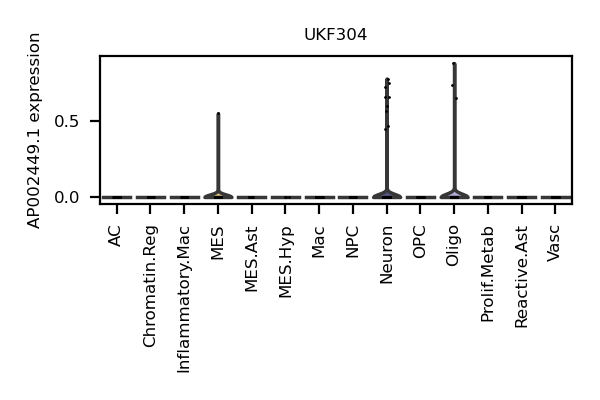 UKF304
AP002449.1 expression
0.5
0.0
AC
Chromatin.Reg
Inflammatory.Mac
MES
MES.Ast
MES.Hyp
Mac
NPC
Neuron
OPC
Oligo
Prolif.Metab
Reactive.Ast
Vasc